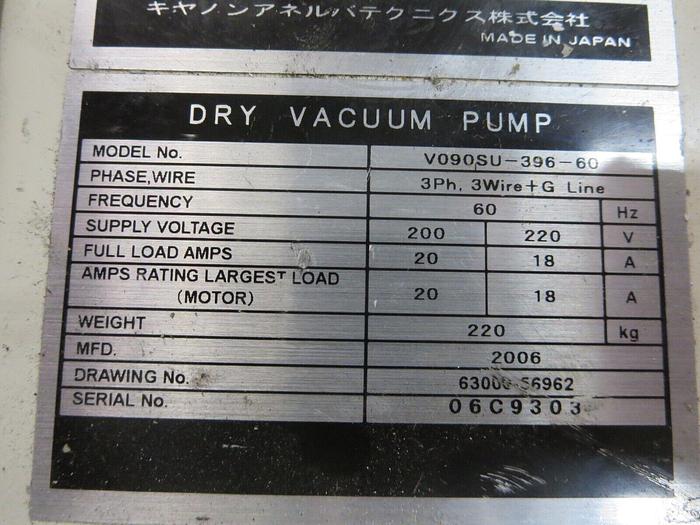 キヤノンアネルバテクニクス株式会社
MADE IN JAPAN
DRY VACUUM PUMP
MODEL No. V090SU-396-60
PHASE,WIRE 3Ph, 3Wire+G Line
FREQUENCY 60 Hz
SUPPLY VOLTAGE 200 220 V
FULL LOAD AMPS 20 18 A
AMPS RATING LARGEST LOAD
(MOTOR) 20 18 A
WEIGHT 220 kg
MFD. 2006
DRAWING No. 63000-56962
SERIAL No. 06C9303